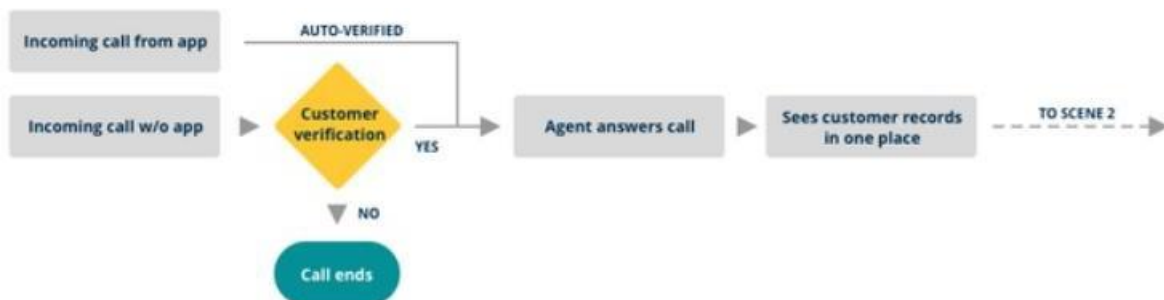 Incoming call from app
AUTO-VERIFIED
Incoming call w/o app
Customer
verification
YES
Agent answers call
Sees customer records
in one place
TO SCENE 2
NO
Call ends